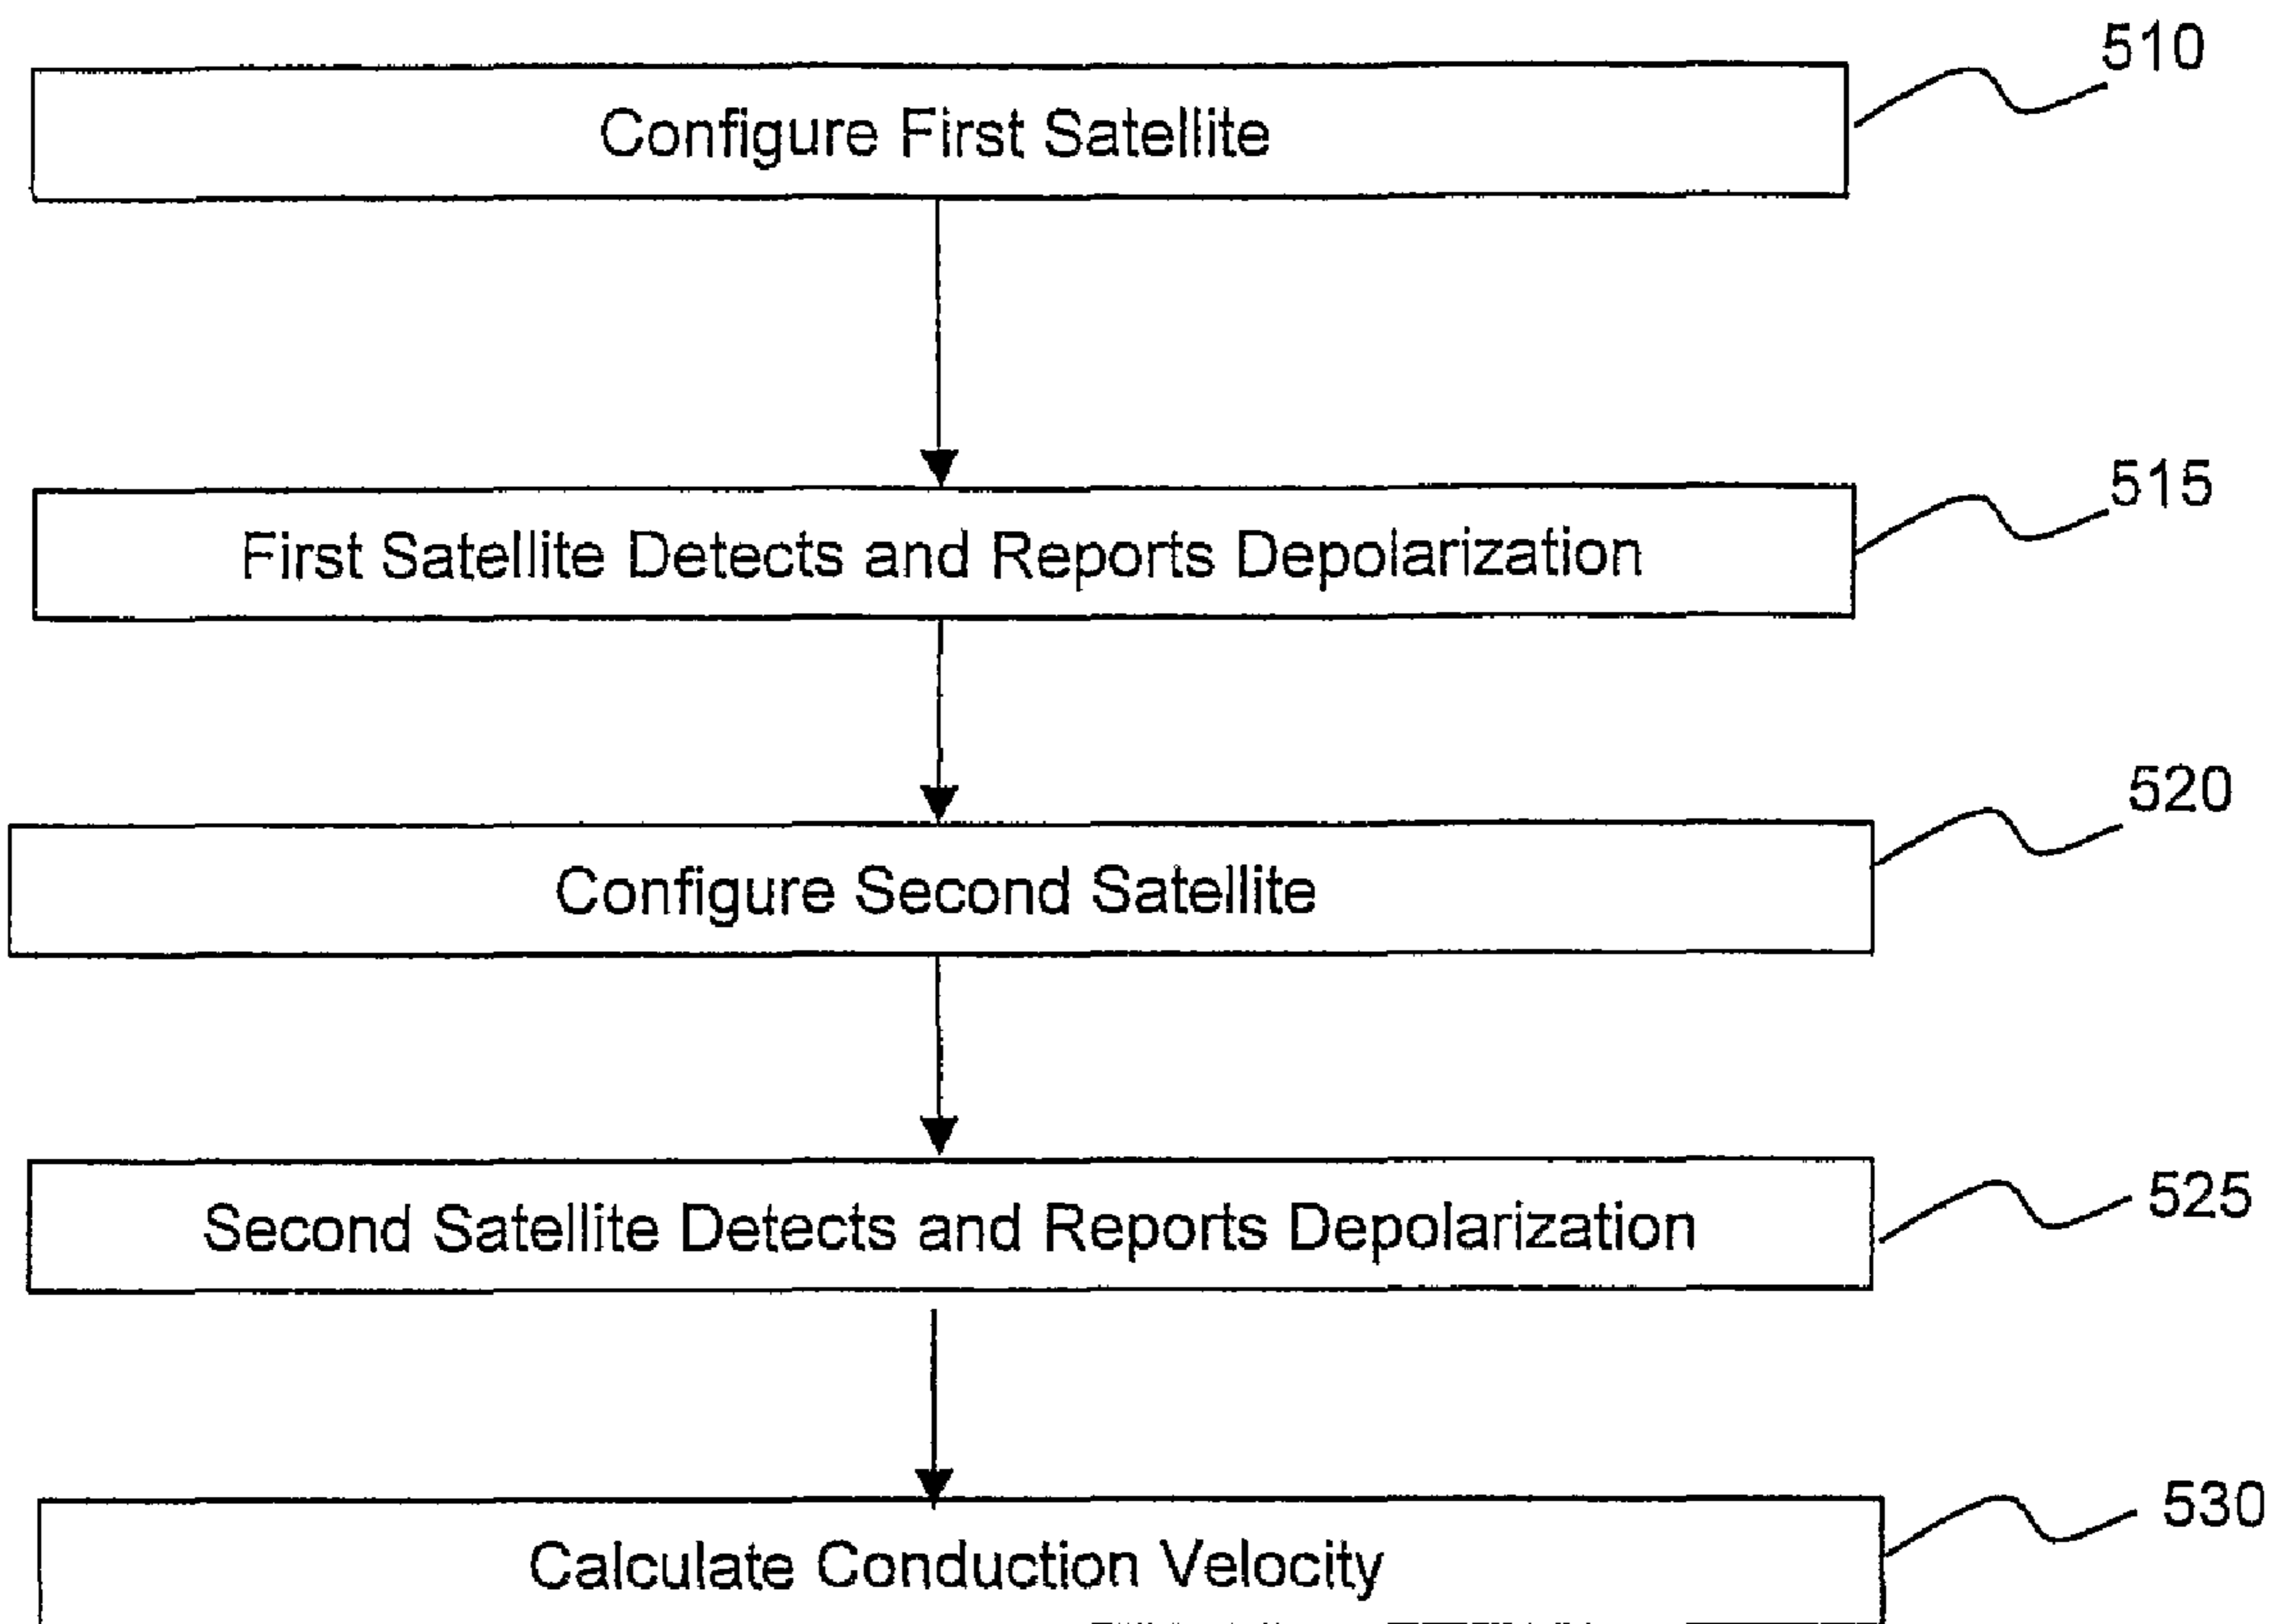 510
Configure First Satellite
515
First Satellite Detects and Reports Depolarization
520
Configure Second Satellite
525
Second Satellite Detects and Reports Depolarization
530
Calculate Conduction Velocity